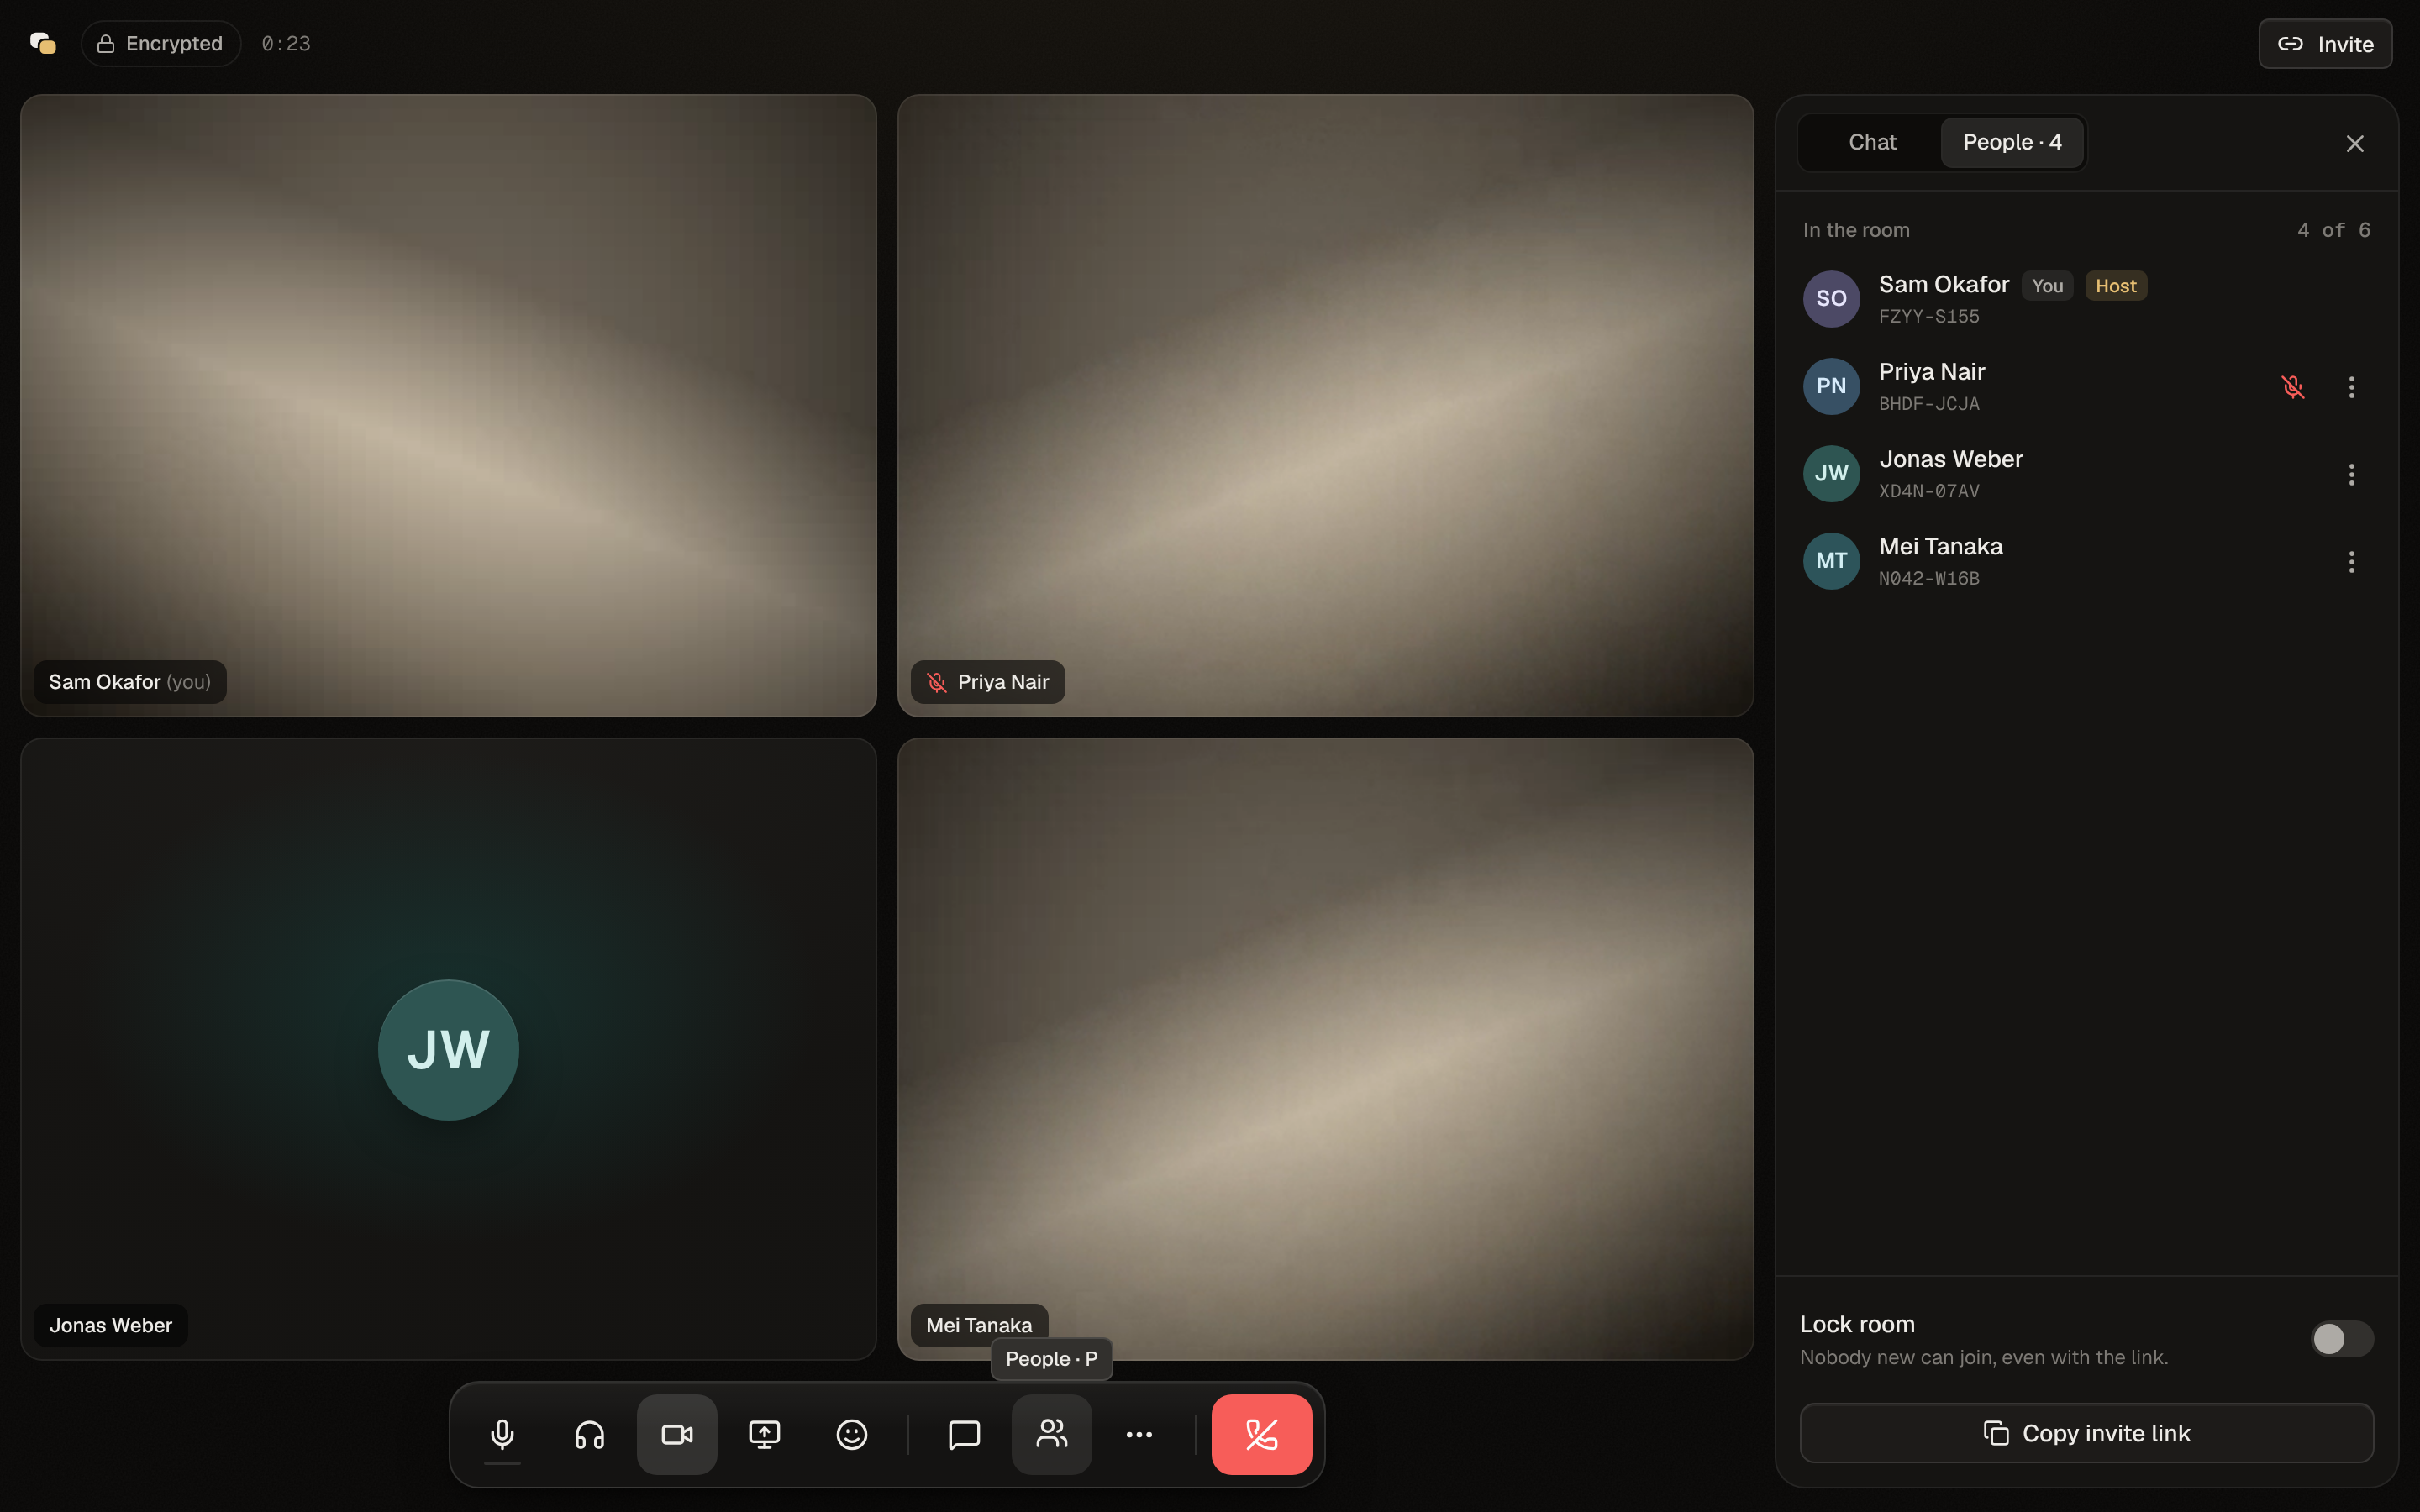 Encrypted
0:23
Invite
Sam Okafor (you)
Priya Nair
JW
Jonas Weber
Mei Tanaka
People · P
Chat
People · 4
In the room
4 of 6
SO
Sam Okafor
You
Host
FZYY-S155
PN
Priya Nair
BHDF-JCJA
JW
Jonas Weber
XD4N-07AV
MT
Mei Tanaka
N042-W16B
Lock room
Nobody new can join, even with the link.
Copy invite link